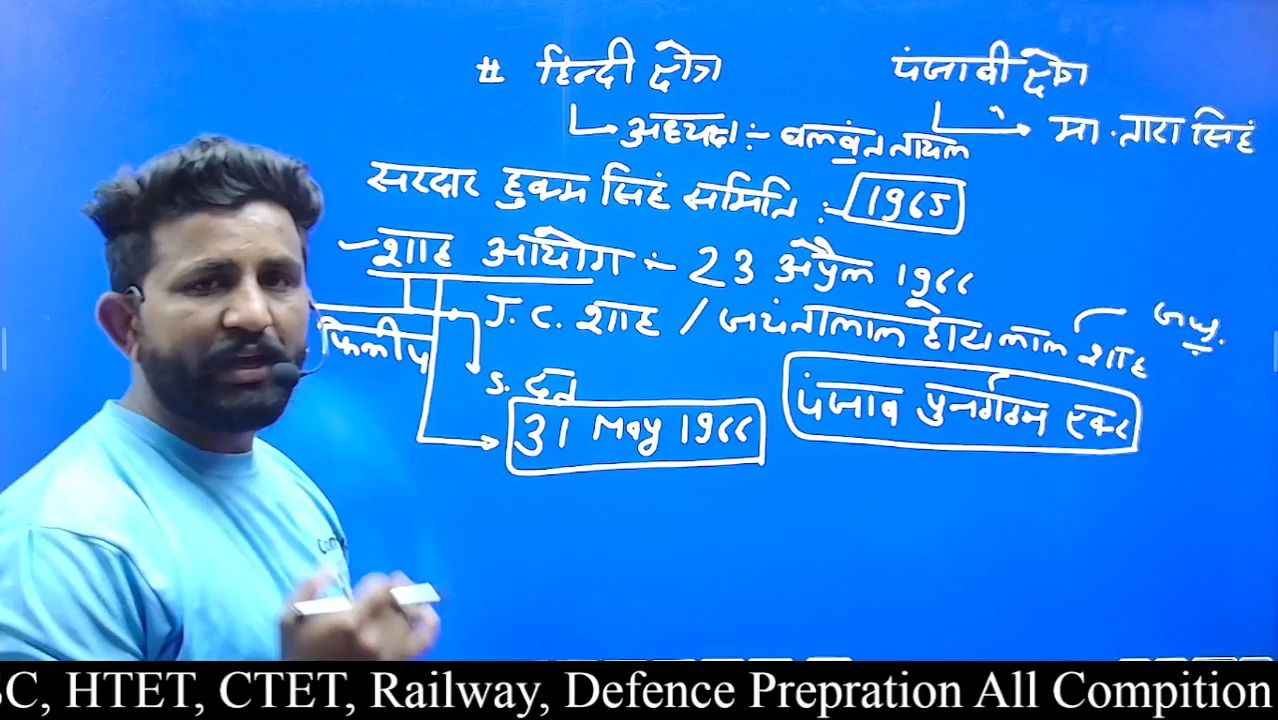 # हिन्दी क्षेत्र पंजाबी क्षेत्र
अध्यक्ष :- बलवंत तायल मा. तारा सिहं
सरदार हुकम सिहं समिति :- 1965
शाह आयोग :- 23 अप्रैल 1966
J. C. शाह / जयंतीलाल छोटालाल शाह
फिलीप
S. दत्त
31 May 1966
पंजाब पुनर्गठन एक्ट
SC, HTET, CTET, Railway, Defence Prepration All Compition